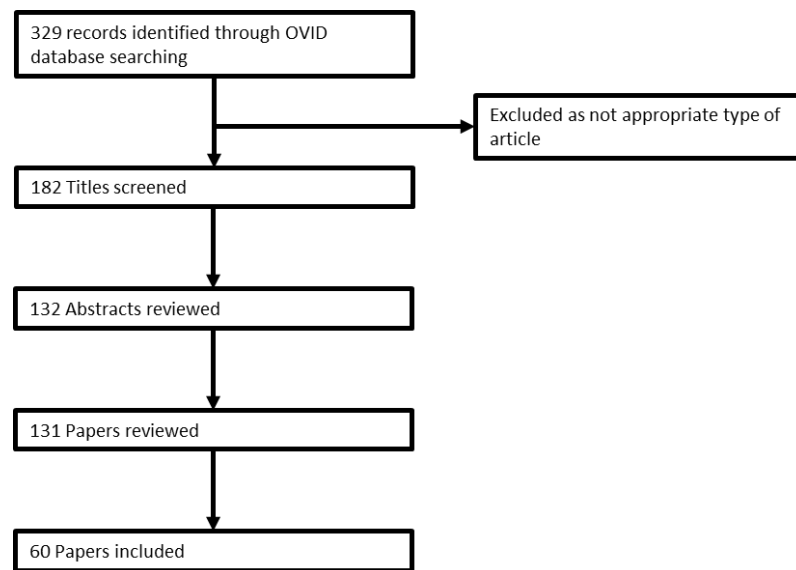 329 records identified through OVID
database searching
Excluded as not appropriate type of
article
182 Titles screened
132 Abstracts reviewed
131 Papers reviewed
60 Papers included